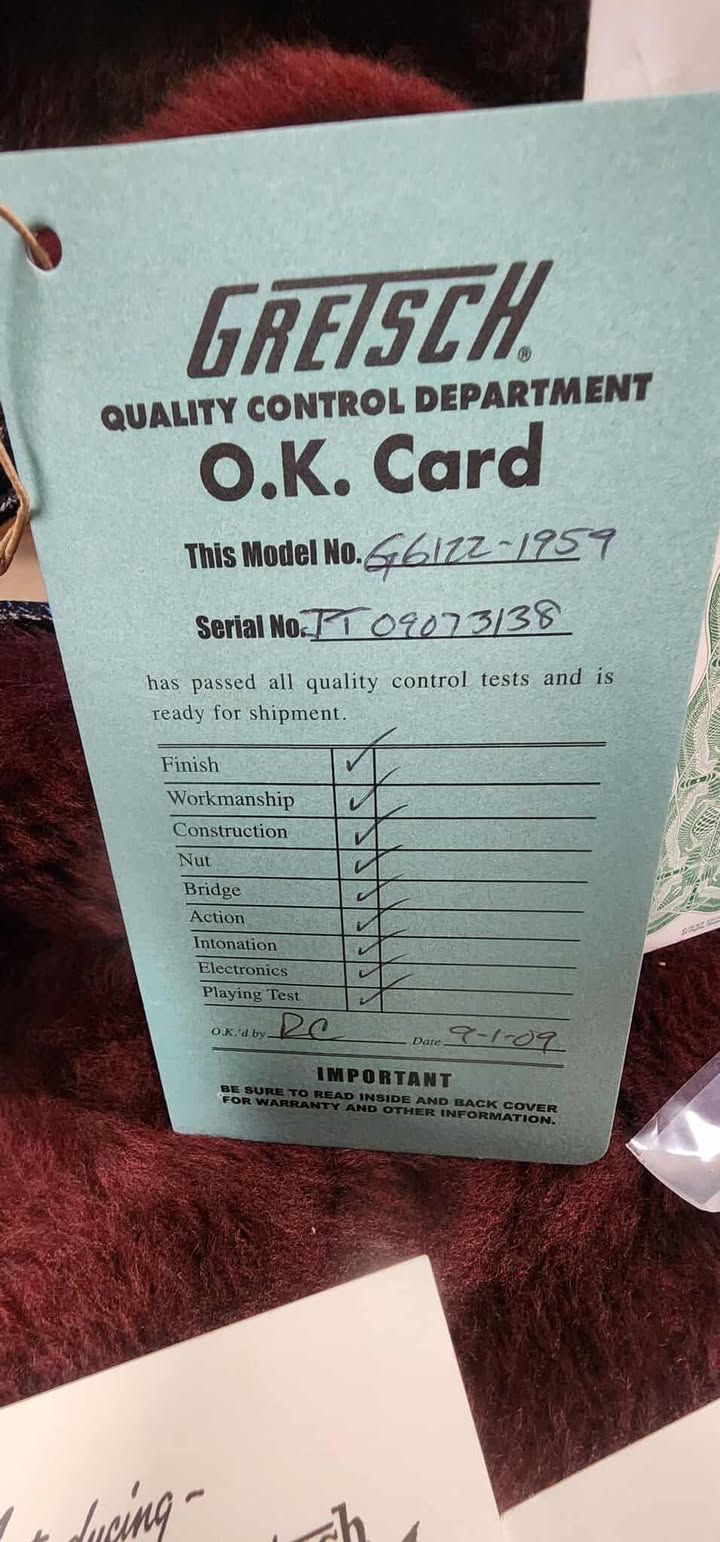 GRETSCH®
QUALITY CONTROL DEPARTMENT
O.K. Card
This Model No. G6122-1959
Serial No. JT 09073138
has passed all quality control tests and is
ready for shipment.
Finish ✓
Workmanship ✓
Construction ✓
Nut ✓
Bridge ✓
Action ✓
Intonation ✓
Electronics ✓
Playing Test ✓
O.K.'d by RC Date 9-1-09
IMPORTANT
BE SURE TO READ INSIDE AND BACK COVER
FOR WARRANTY AND OTHER INFORMATION.